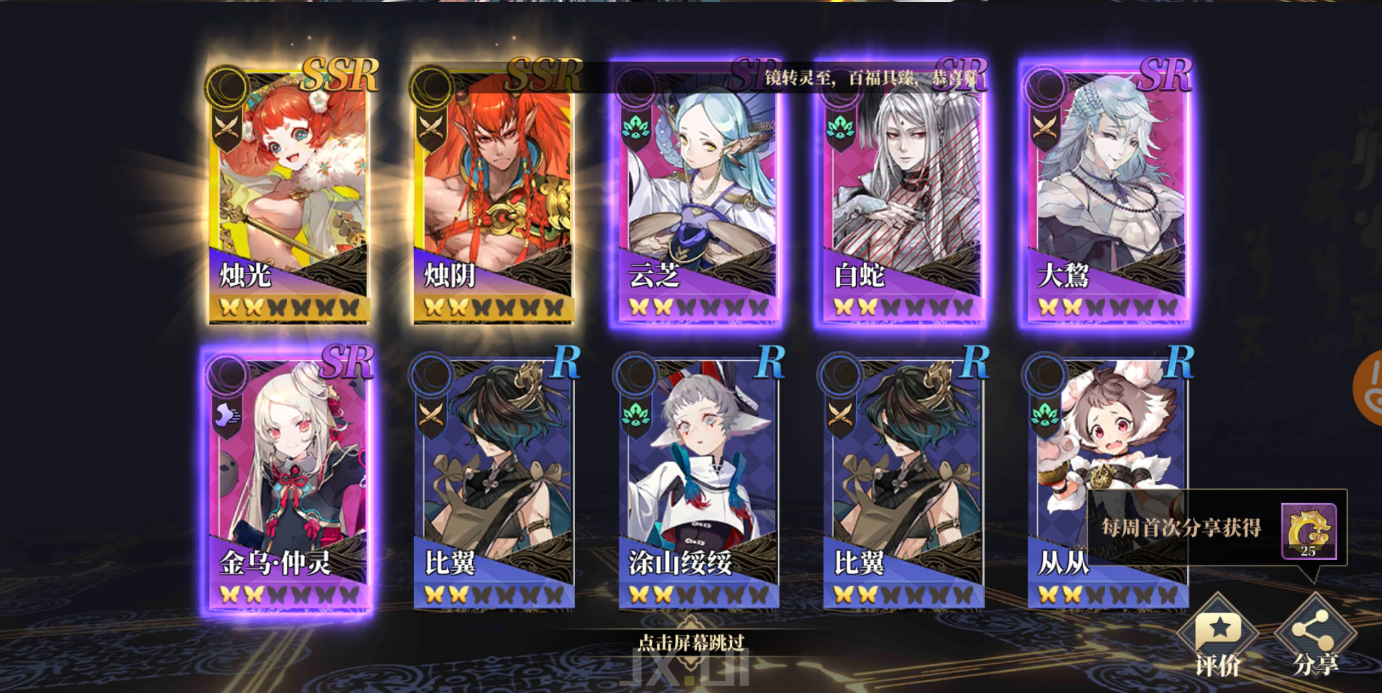 SSR
SSR
SR
SR
SR
镜转灵至，百福具臻，恭喜
烛光
烛阴
云芝
白蛇
大鵹
SR
R
R
R
R
金乌·仲灵
比翼
涂山绥绥
比翼
从从
每周首次分享获得
25
点击屏幕跳过
评价
分享